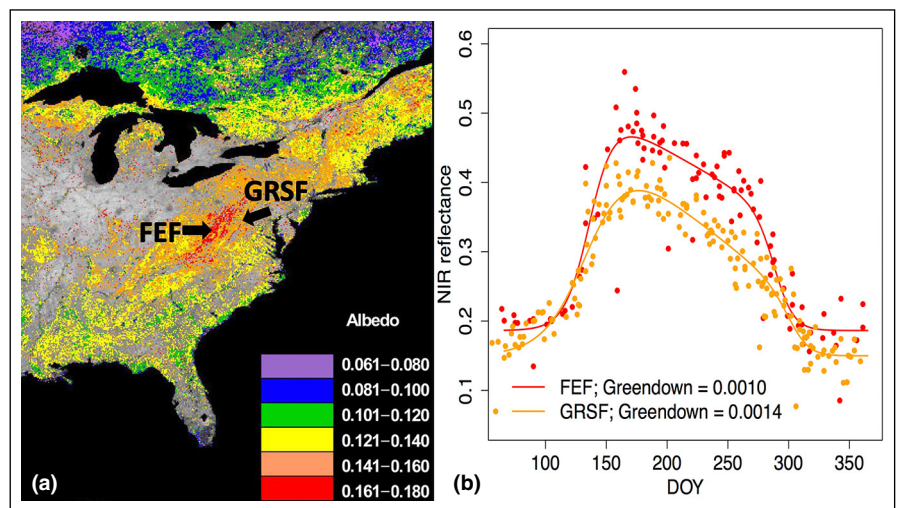 GRSF
FEF
Albedo
0.061–0.080
0.081–0.100
0.101–0.120
0.121–0.140
0.141–0.160
0.161–0.180
(a)
0.6
0.5
0.4
0.3
0.2
0.1
NIR reflectance
FEF; Greendown = 0.0010
GRSF; Greendown = 0.0014
100 150 200 250 300 350
DOY
(b)